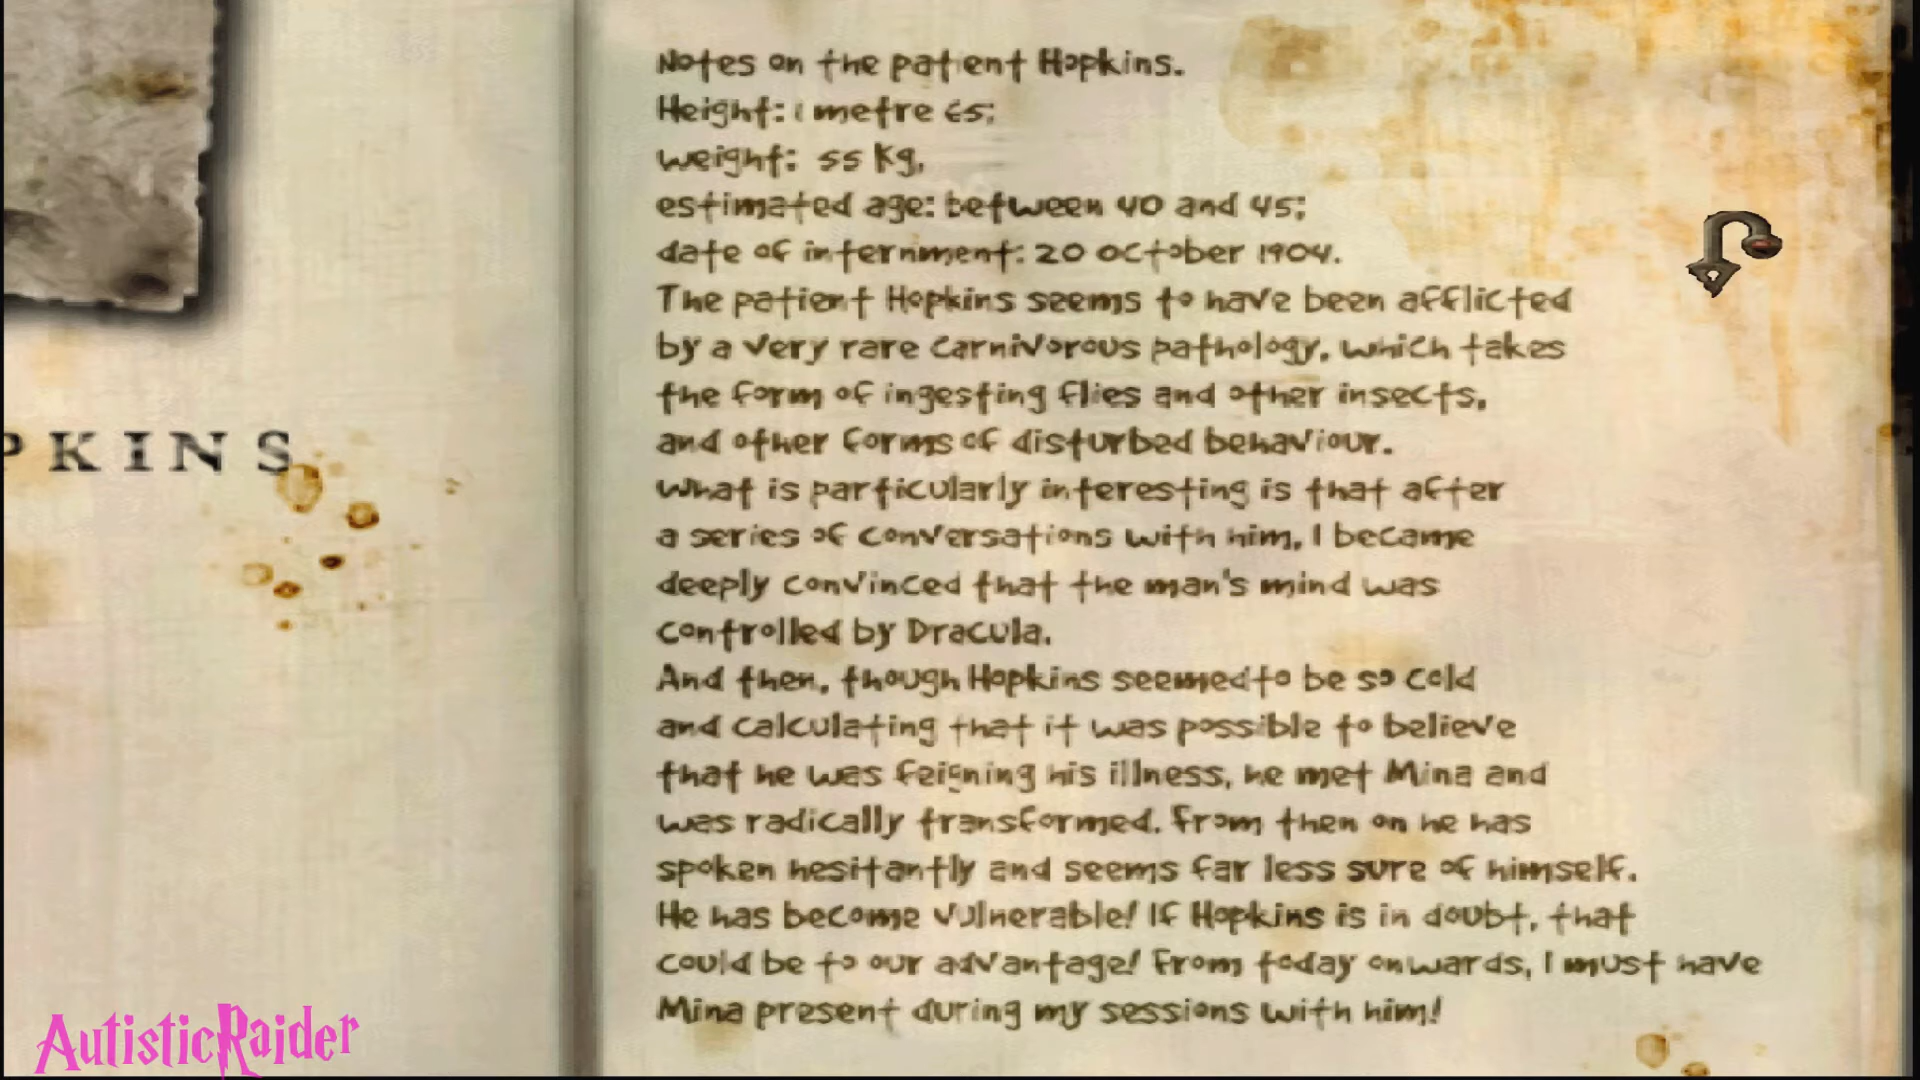 PKINS
Notes on the patient Hopkins.
Height: 1 metre 65;
weight: 55 Kg,
estimated age: between 40 and 45;
date of internment: 20 October 1904.
The patient Hopkins seems to have been afflicted
by a very rare carnivorous pathology, which takes
the form of ingesting flies and other insects,
and other forms of disturbed behaviour.
What is particularly interesting is that after
a series of conversations with him, I became
deeply convinced that the man's mind was
controlled by Dracula.
And then, though Hopkins seemed to be so cold
and calculating that it was possible to believe
that he was feigning his illness, he met Mina and
was radically transformed. From then on he has
spoken hesitantly and seems far less sure of himself.
He has become vulnerable! If Hopkins is in doubt, that
could be to our advantage! From today onwards, I must have
Mina present during my sessions with him!
AutisticRaider